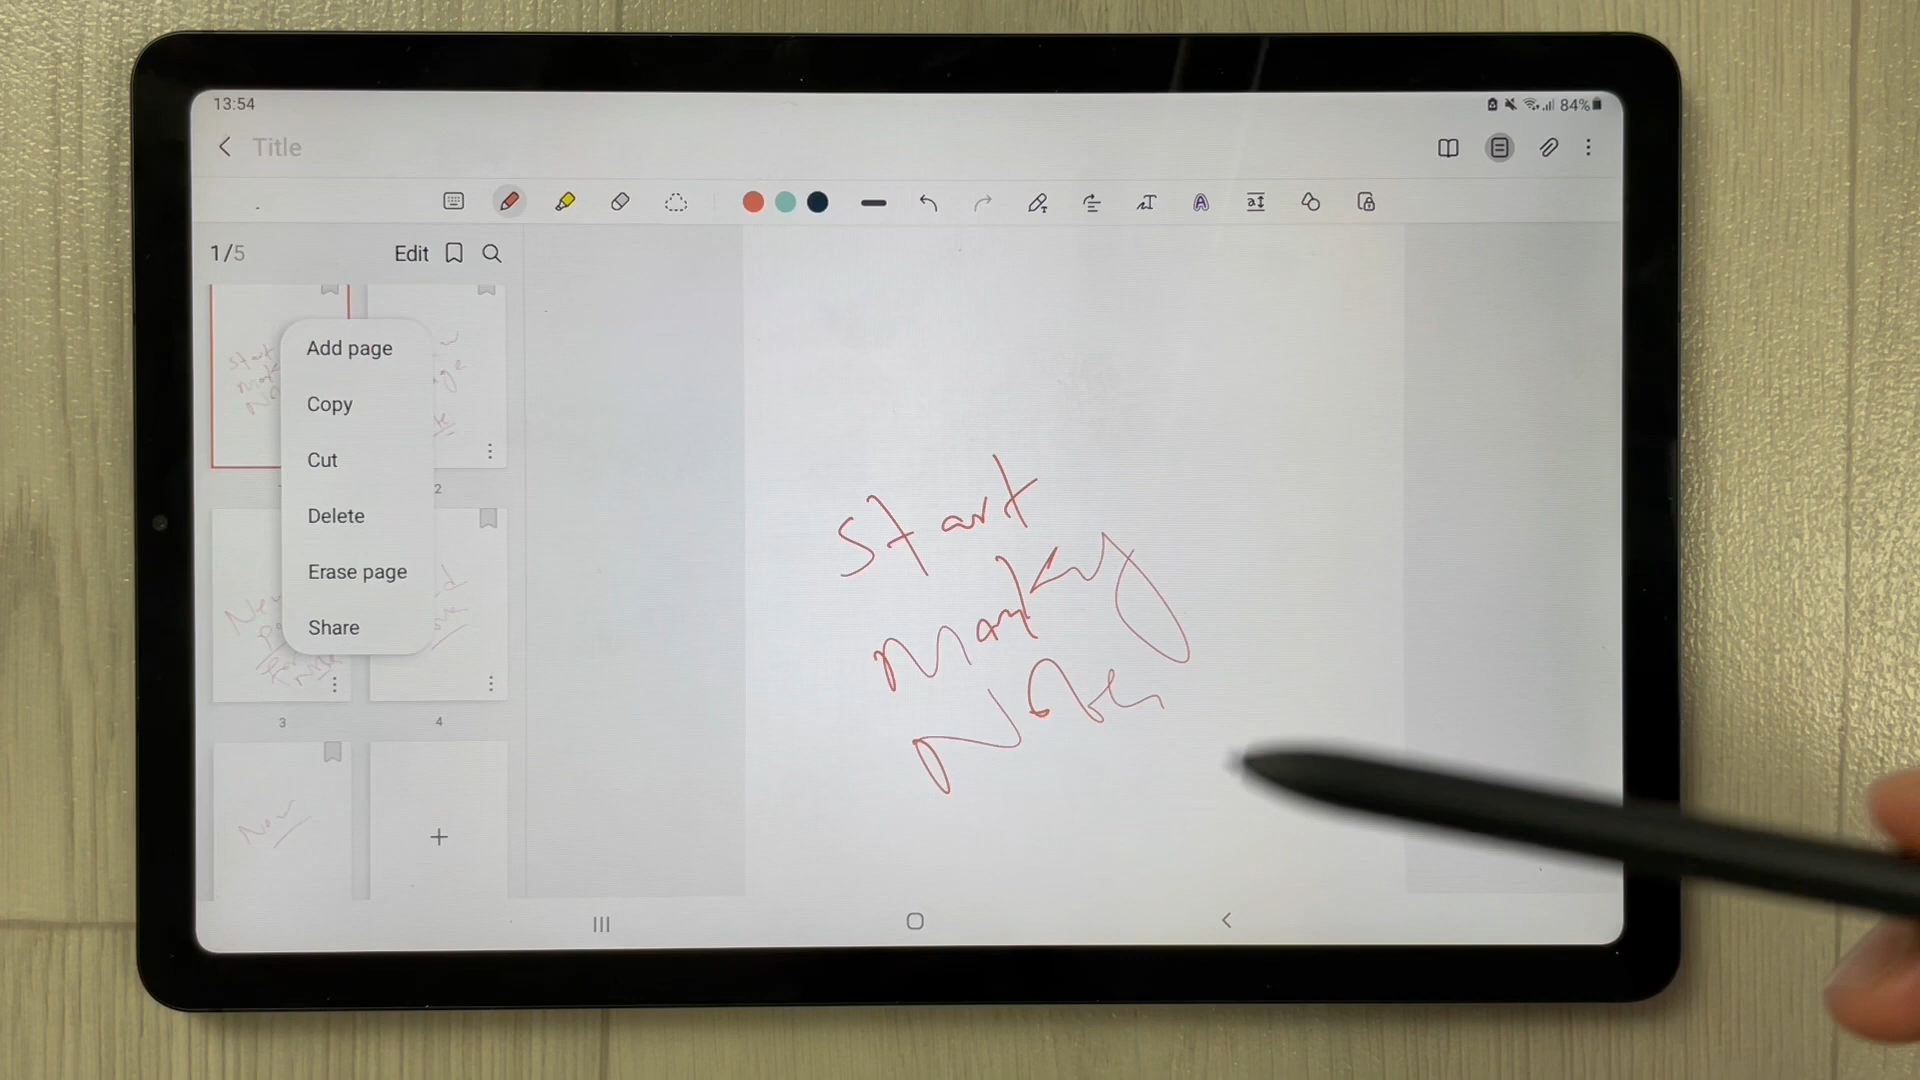 13:54
84%
Title
1/5
Edit
Add page
Copy
Cut
Delete
Erase page
Share
2
3
4
Now
Start
Making
Notes